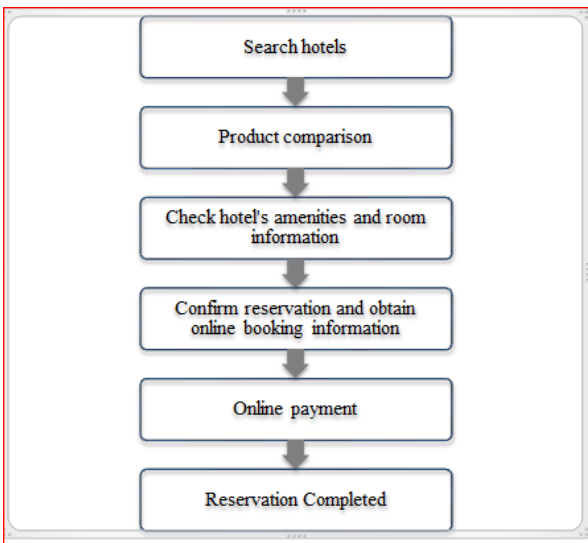 Search hotels
Product comparison
Check hotel's amenities and room
information
Confirm reservation and obtain
online booking information
Online payment
Reservation Completed